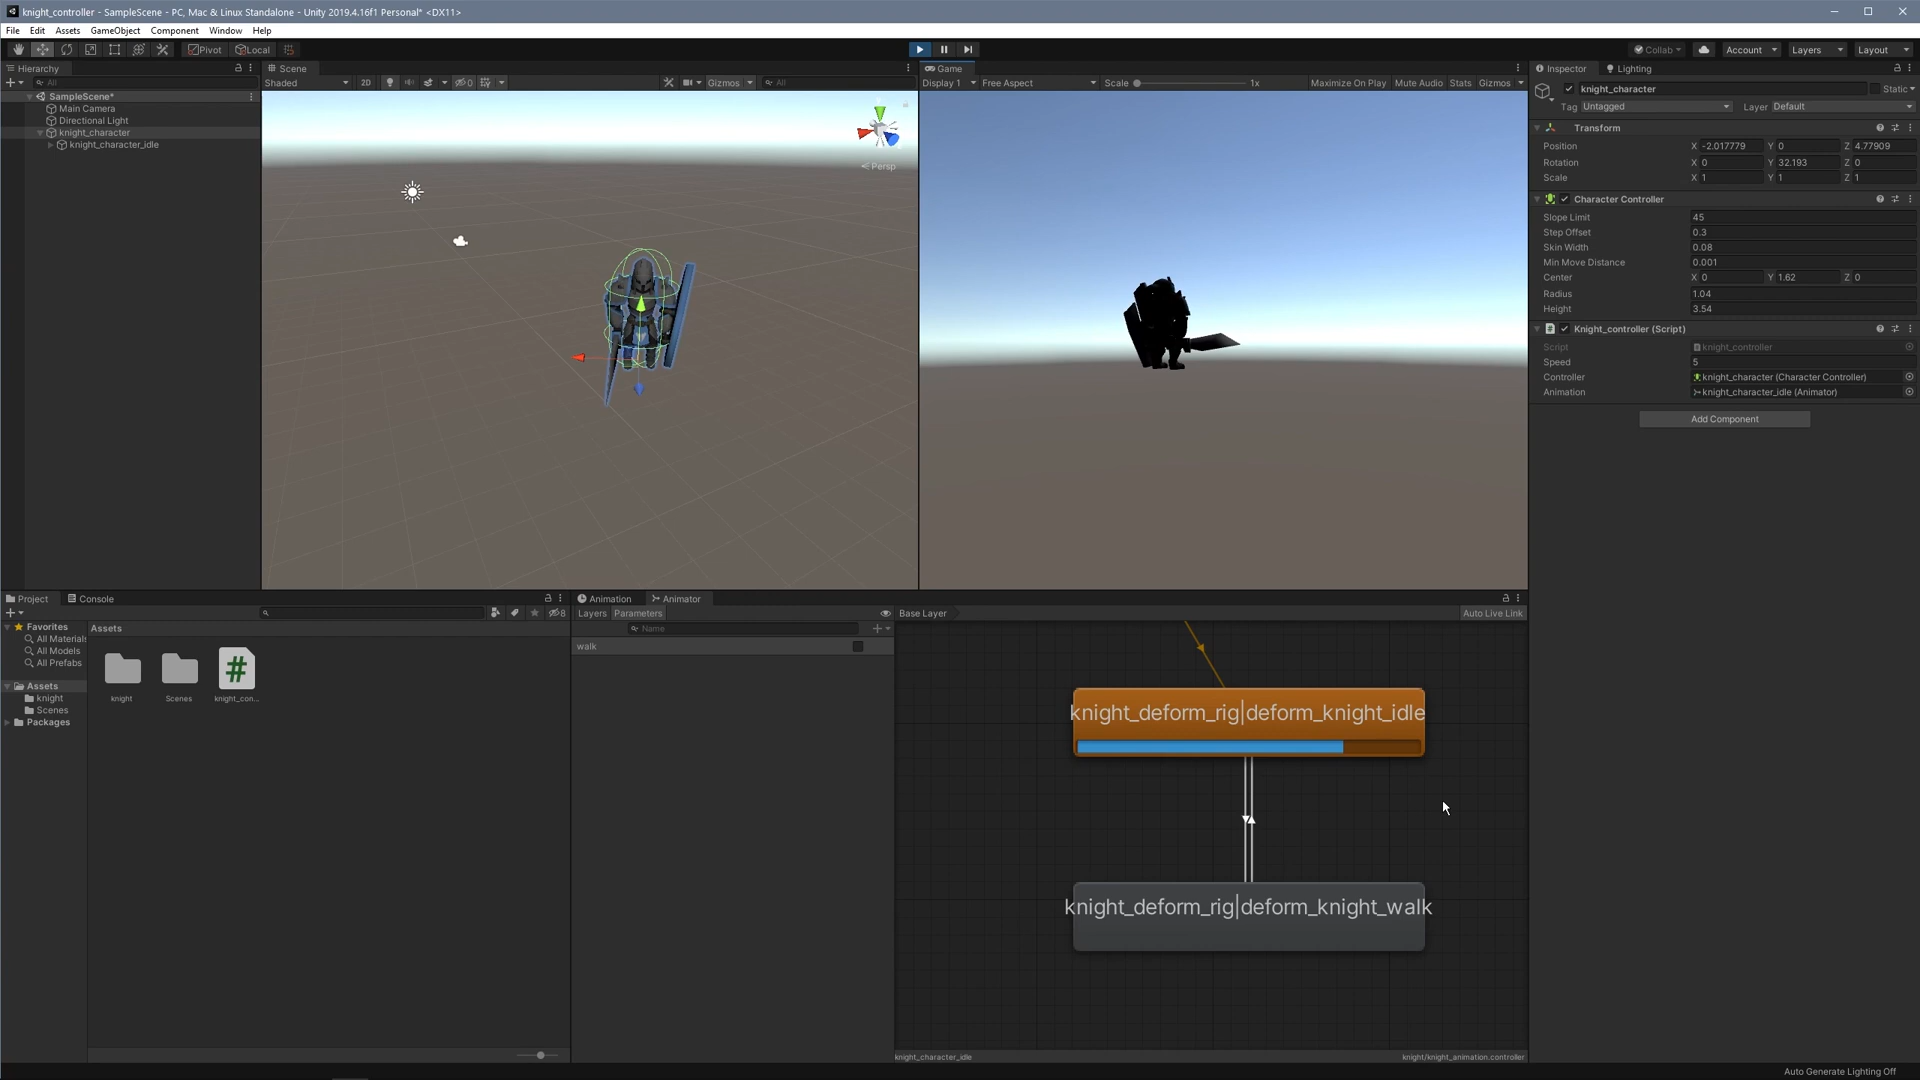 knight_controller - SampleScene - PC, Mac & Linux Standalone - Unity 2019.4.16f1 Personal* <DX11>
File Edit Assets GameObject Component Window Help
Pivot Local Collab Account Layers Layout
Hierarchy
All
SampleScene*
Main Camera
Directional Light
knight_character
knight_character_idle
Scene
Shaded 2D 0 Gizmos All
Persp
Game
Display 1 Free Aspect Scale 1x Maximize On Play Mute Audio Stats Gizmos
Inspector Lighting
knight_character Static
Tag Untagged Layer Default
Transform
Position X -2.017779 Y 0 Z 4.77909
Rotation X 0 Y 32.193 Z 0
Scale X 1 Y 1 Z 1
Character Controller
Slope Limit 45
Step Offset 0.3
Skin Width 0.08
Min Move Distance 0.001
Center X 0 Y 1.62 Z 0
Radius 1.04
Height 3.54
Knight_controller (Script)
Script knight_controller
Speed 5
Controller knight_character (Character Controller)
Animation knight_character_idle (Animator)
Add Component
Project Console
8
Favorites
All Materials
All Models
All Prefabs
Assets
knight
Scenes
Packages
Assets
knight Scenes knight_con...
Animation Animator
Layers Parameters Base Layer Auto Live Link
Name
walk
knight_deform_rig|deform_knight_idle
knight_deform_rig|deform_knight_walk
knight_character_idle knight/knight_animation.controller
Auto Generate Lighting Off